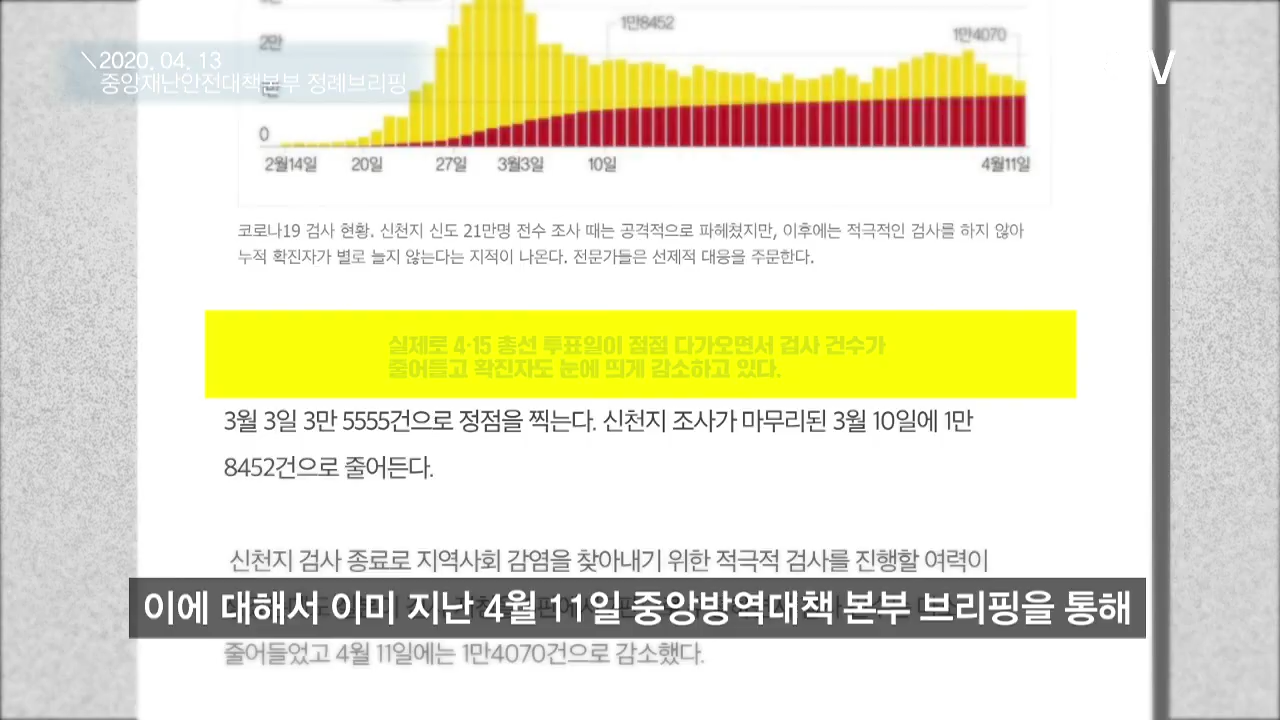 1만8452
1만4070
2만
\2020. 04. 13
중앙재난안전대책본부 정례브리핑
0
2월14일 20일 27일 3월3일 10일 4월11일
코로나19 검사 현황. 신천지 신도 21만명 전수 조사 때는 공격적으로 파헤쳤지만, 이후에는 적극적인 검사를 하지 않아
누적 확진자가 별로 늘지 않는다는 지적이 나온다. 전문가들은 선제적 대응을 주문한다.
실제로 4·15 총선 투표일이 점점 다가오면서 검사 건수가
줄어들고 확진자도 눈에 띄게 감소하고 있다.
3월 3일 3만 5555건으로 정점을 찍는다. 신천지 조사가 마무리된 3월 10일에 1만
8452건으로 줄어든다.
신천지 검사 종료로 지역사회 감염을 찾아내기 위한 적극적 검사를 진행할 여력이
이에 대해서 이미 지난 4월 11일 중앙방역대책 본부 브리핑을 통해
줄어들었고 4월 11일에는 1만4070건으로 감소했다.